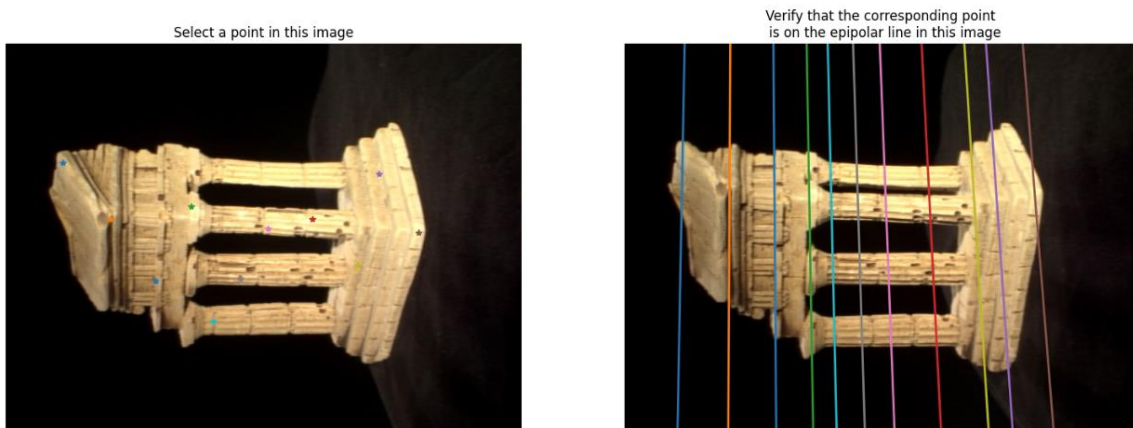 Select a point in this image
Verify that the corresponding point
is on the epipolar line in this image